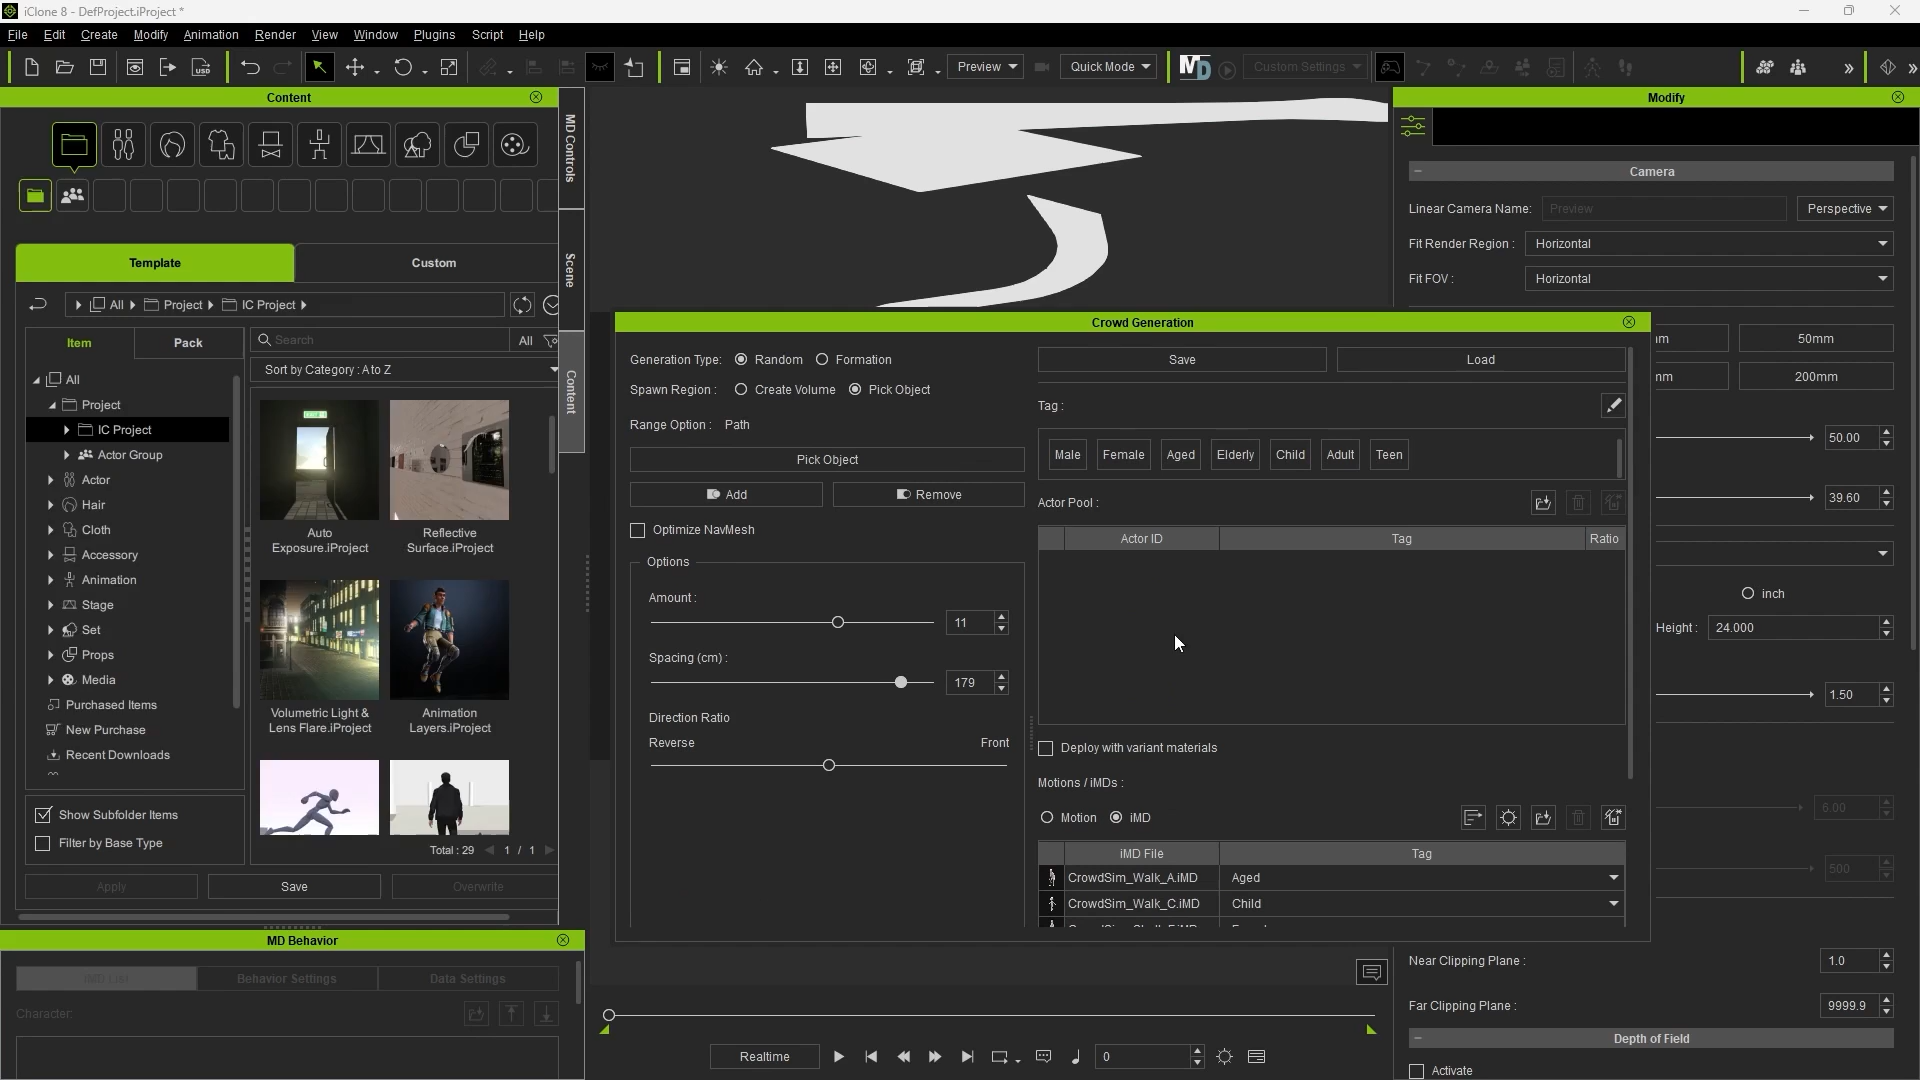 iClone 8 - DefProject.iProject *
File Edit Create Modify Animation Render View Window Plugins Script Help
Preview Quick Mode MD Custom Settings
Content
MD Controls
Scene
Content
Template Custom
All Project IC Project
Item Pack
Search All
Sort by Category : A to Z
All
Project
IC Project
Actor Group
Actor
Hair
Cloth
Accessory
Animation
Stage
Set
Props
Media
Purchased Items
New Purchase
Recent Downloads
Show Subfolder Items
Filter by Base Type
Auto
Exposure.iProject
Reflective
Surface.iProject
Volumetric Light &
Lens Flare.iProject
Animation
Layers.iProject
Total : 29 1 / 1
Apply Save Overwrite
MD Behavior
iMD List Behavior Settings Data Settings
Character:
Crowd Generation
Generation Type: Random Formation
Spawn Region : Create Volume Pick Object
Range Option : Path
Pick Object
Add Remove
Optimize NavMesh
Options
Amount :
11
Spacing (cm) :
179
Direction Ratio
Reverse Front
Save Load
Tag :
Male Female Aged Elderly Child Adult Teen
Actor Pool :
Actor ID Tag Ratio
Deploy with variant materials
Motions / iMDs :
Motion iMD
iMD File Tag
CrowdSim_Walk_A.iMD Aged
CrowdSim_Walk_C.iMD Child
Realtime 0
Modify
Camera
Linear Camera Name: Preview Perspective
Fit Render Region : Horizontal
Fit FOV : Horizontal
50mm
200mm
50.00
39.60
inch
Height : 24.000
1.50
6.00
500
Near Clipping Plane : 1.0
Far Clipping Plane : 9999.9
Depth of Field
Activate